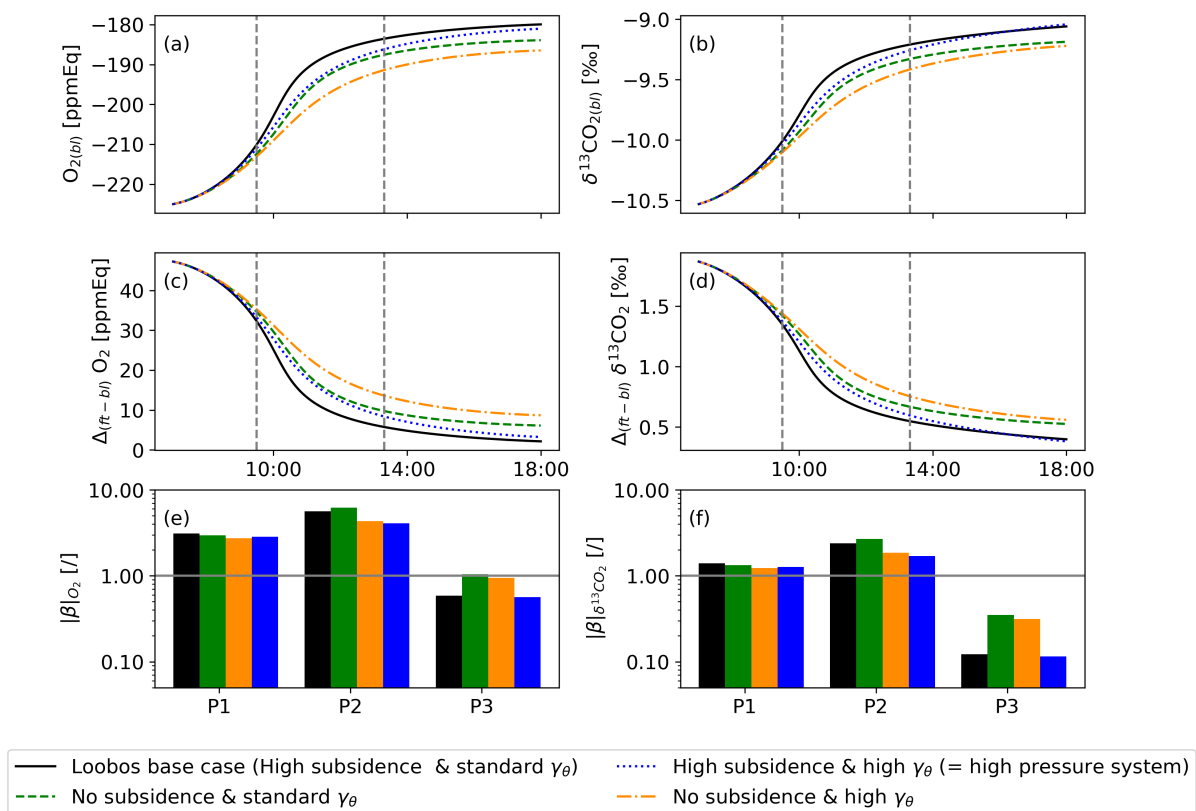 O2(bl) [ppmEq]
−180
−190
−200
−210
−220
(a)
δ13CO2(bl) [‰]
−9.0
−9.5
−10.0
−10.5
(b)
Δ(ft − bl) O2 [ppmEq]
40
30
20
10
0
(c)
10:00 14:00 18:00
Δ(ft − bl) δ13CO2 [‰]
1.5
1.0
0.5
(d)
10:00 14:00 18:00
|β|O2 [/]
10.00
1.00
0.10
(e)
P1 P2 P3
|β|δ13CO2 [/]
10.00
1.00
0.10
(f)
P1 P2 P3
Loobos base case (High subsidence & standard γθ)
No subsidence & standard γθ
High subsidence & high γθ (= high pressure system)
No subsidence & high γθ